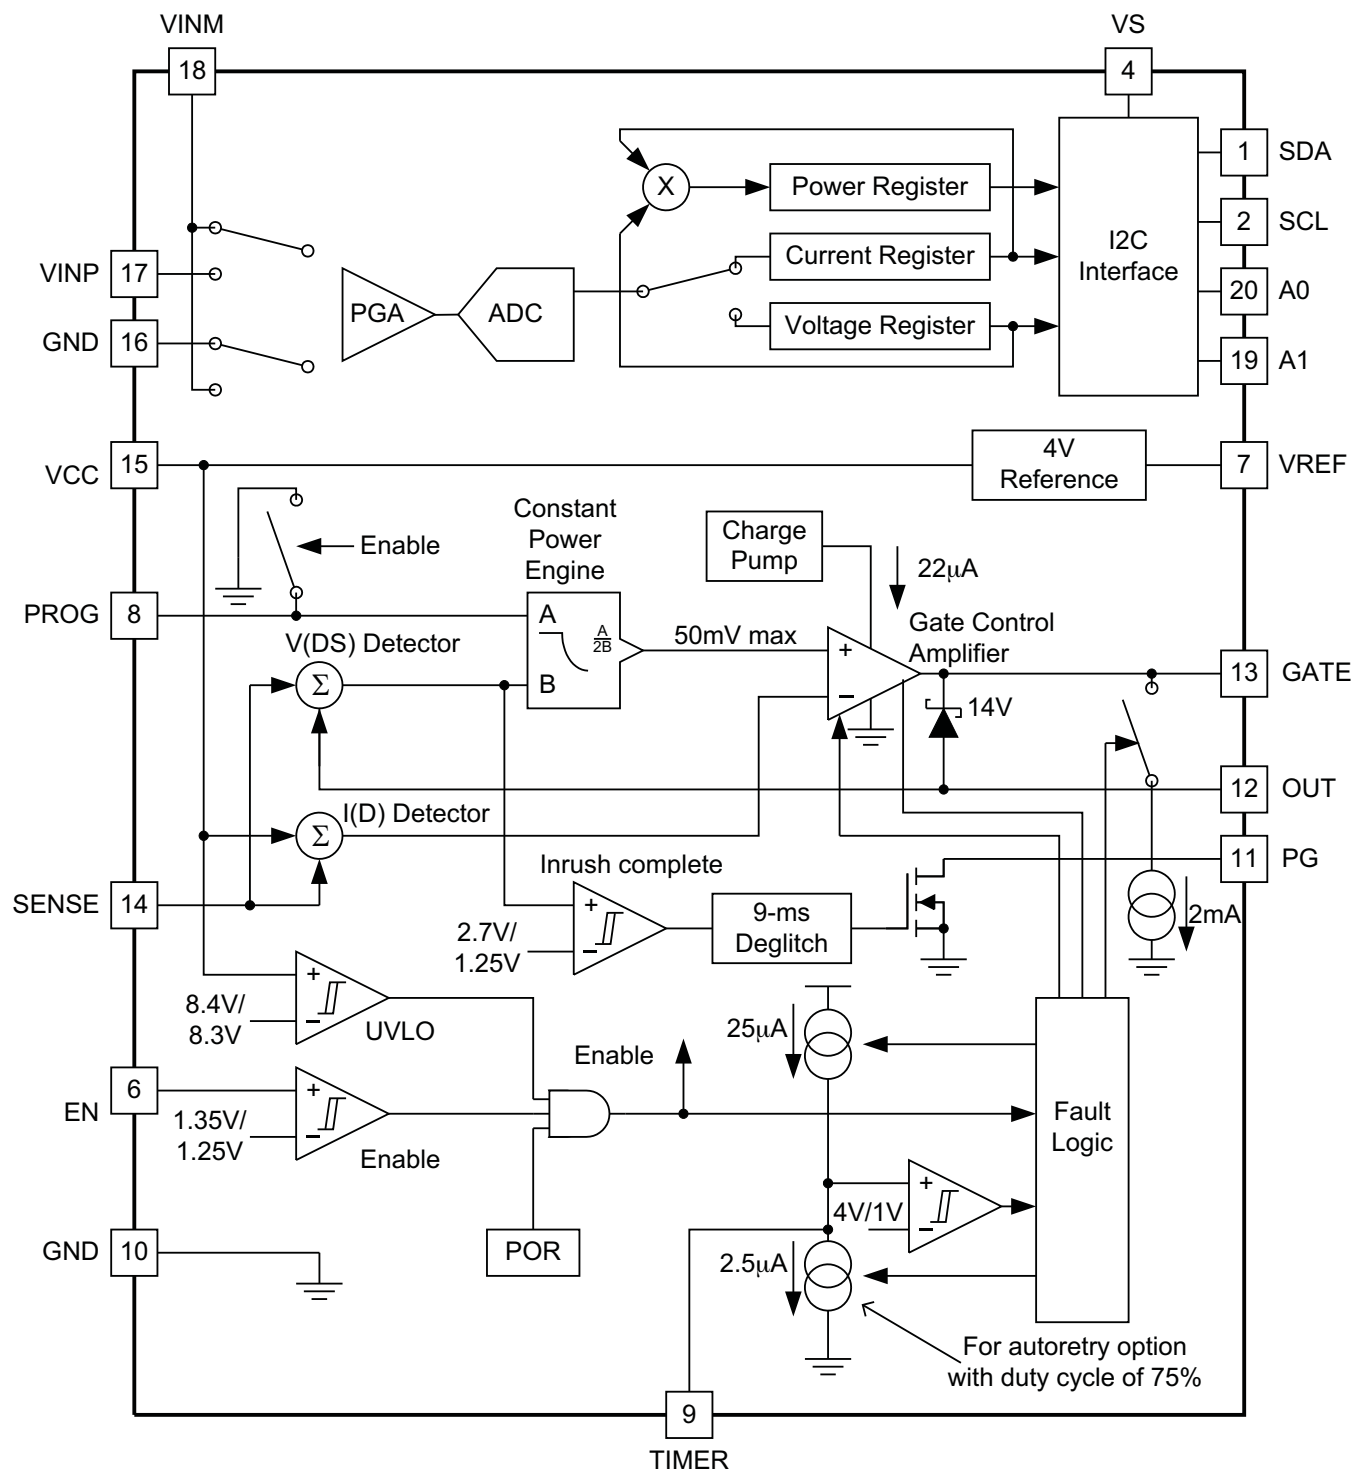 VINM
VS
18
4
1
SDA
X
Power Register
2
SCL
VINP
17
Current Register
I2C
Interface
20
A0
PGA
ADC
GND
16
Voltage Register
19
A1
VCC
15
4V
Reference
7
VREF
Constant
Power
Engine
Charge
Pump
Enable
22µA
PROG
8
A
A
2B
B
50mV max
+
−
Gate Control
Amplifier
V(DS) Detector
Σ
13
GATE
14V
12
OUT
I(D) Detector
Σ
Inrush complete
11
PG
SENSE
14
+
−
2.7V/
1.25V
9-ms
Deglitch
2mA
+
−
8.4V/
8.3V
UVLO
25µA
Enable
6
EN
+
−
1.35V/
1.25V
Enable
Fault
Logic
+
−
4V/1V
GND
10
POR
2.5µA
For autoretry option
with duty cycle of 75%
9
TIMER